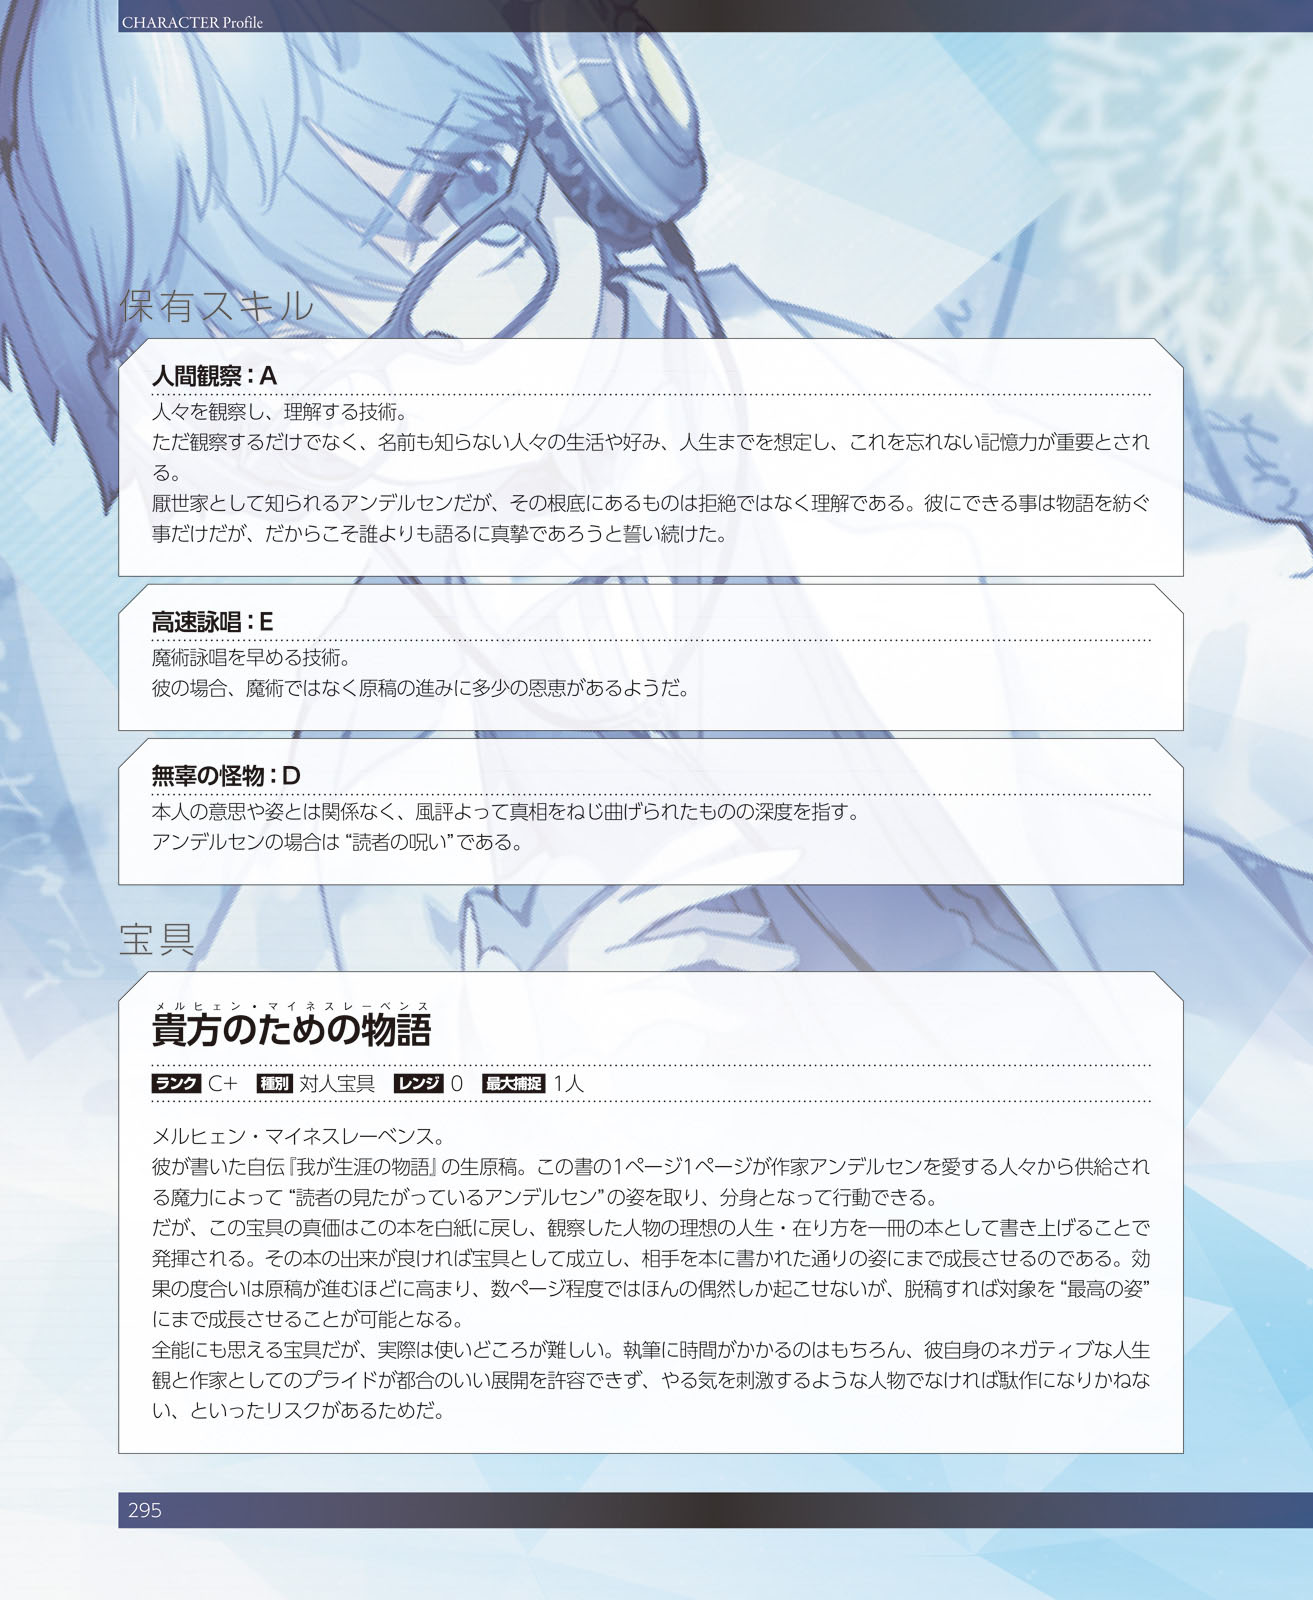 CHARACTER Profile
保有スキル
人間観察：A
人々を観察し、理解する技術。
ただ観察するだけでなく、名前も知らない人々の生活や好み、人生までを想定し、これを忘れない記憶力が重要とされ
る。
厭世家として知られるアンデルセンだが、その根底にあるものは拒絶ではなく理解である。彼にできる事は物語を紡ぐ
事だけだが、だからこそ誰よりも語るに真摯であろうと誓い続けた。
高速詠唱：E
魔術詠唱を早める技術。
彼の場合、魔術ではなく原稿の進みに多少の恩恵があるようだ。
無辜の怪物：D
本人の意思や姿とは関係なく、風評よって真相をねじ曲げられたものの深度を指す。
アンデルセンの場合は“読者の呪い”である。
宝具
メルヒェン・マイネスレーベンス
貴方のための物語
ランク C+ 種別 対人宝具 レンジ 0 最大捕捉 1人
メルヒェン・マイネスレーベンス。
彼が書いた自伝『我が生涯の物語』の生原稿。この書の1ページ1ページが作家アンデルセンを愛する人々から供給され
る魔力によって“読者の見たがっているアンデルセン”の姿を取り、分身となって行動できる。
だが、この宝具の真価はこの本を白紙に戻し、観察した人物の理想の人生・在り方を一冊の本として書き上げることで
発揮される。その本の出来が良ければ宝具として成立し、相手を本に書かれた通りの姿にまで成長させるのである。効
果の度合いは原稿が進むほどに高まり、数ページ程度ではほんの偶然しか起こせないが、脱稿すれば対象を“最高の姿”
にまで成長させることが可能となる。
全能にも思える宝具だが、実際は使いどころが難しい。執筆に時間がかかるのはもちろん、彼自身のネガティブな人生
観と作家としてのプライドが都合のいい展開を許容できず、やる気を刺激するような人物でなければ駄作になりかねな
い、といったリスクがあるためだ。
295